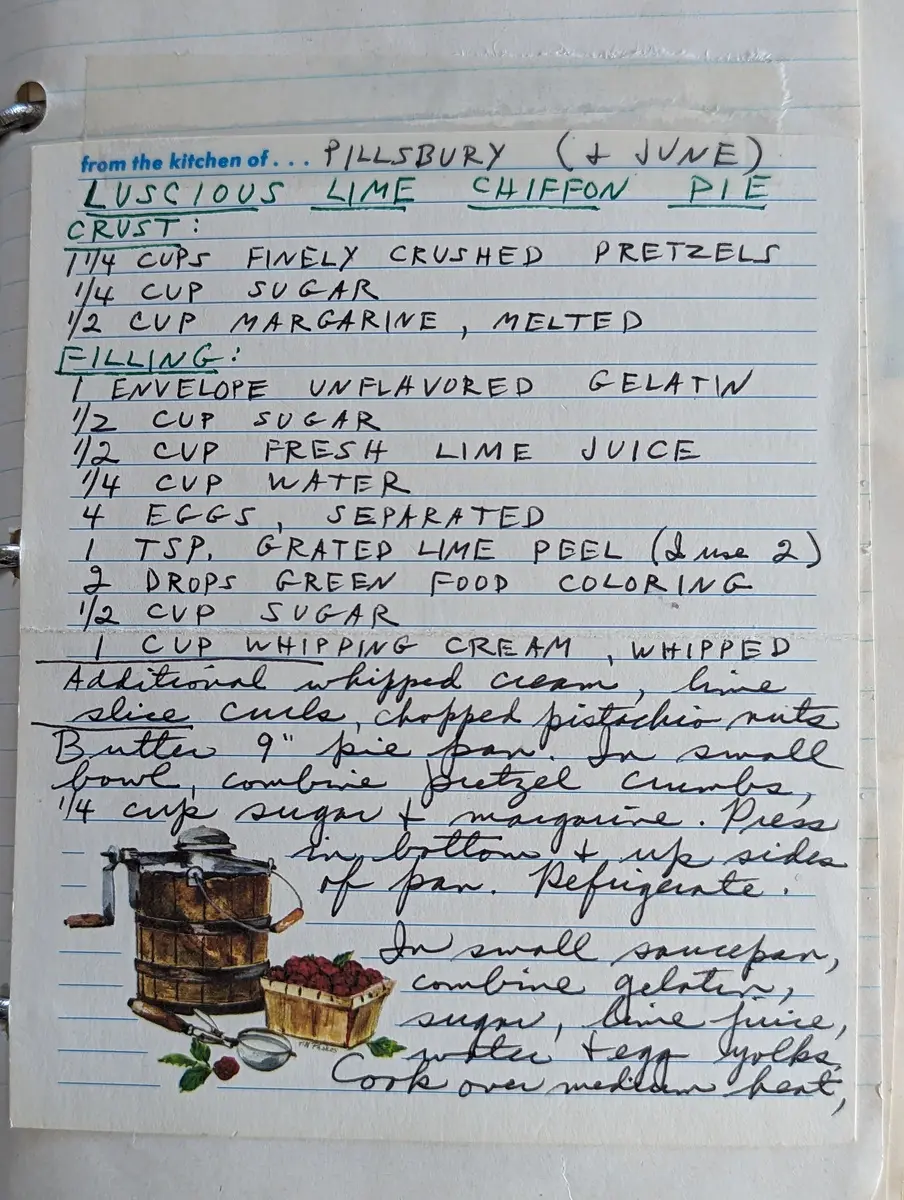 from the kitchen of . . . PILLSBURY (& JUNE)
LUSCIOUS LIME CHIFFON PIE
CRUST:
1 1/4 CUPS FINELY CRUSHED PRETZELS
1/4 CUP SUGAR
1/2 CUP MARGARINE, MELTED
FILLING:
1 ENVELOPE UNFLAVORED GELATIN
1/2 CUP SUGAR
1/2 CUP FRESH LIME JUICE
1/4 CUP WATER
4 EGGS, SEPARATED
1 TSP. GRATED LIME PEEL (I use 2)
2 DROPS GREEN FOOD COLORING
1/2 CUP SUGAR
1 CUP WHIPPING CREAM, WHIPPED
Additional whipped cream, lime
slice curls, chopped pistachio nuts
Butter 9" pie pan. In small
bowl, combine pretzel crumbs,
1/4 cup sugar & margarine. Press
in bottom & up sides
of pan. Refrigerate.
In small saucepan,
combine gelatin,
sugar, lime juice,
water & egg yolks.
Cook over medium heat,